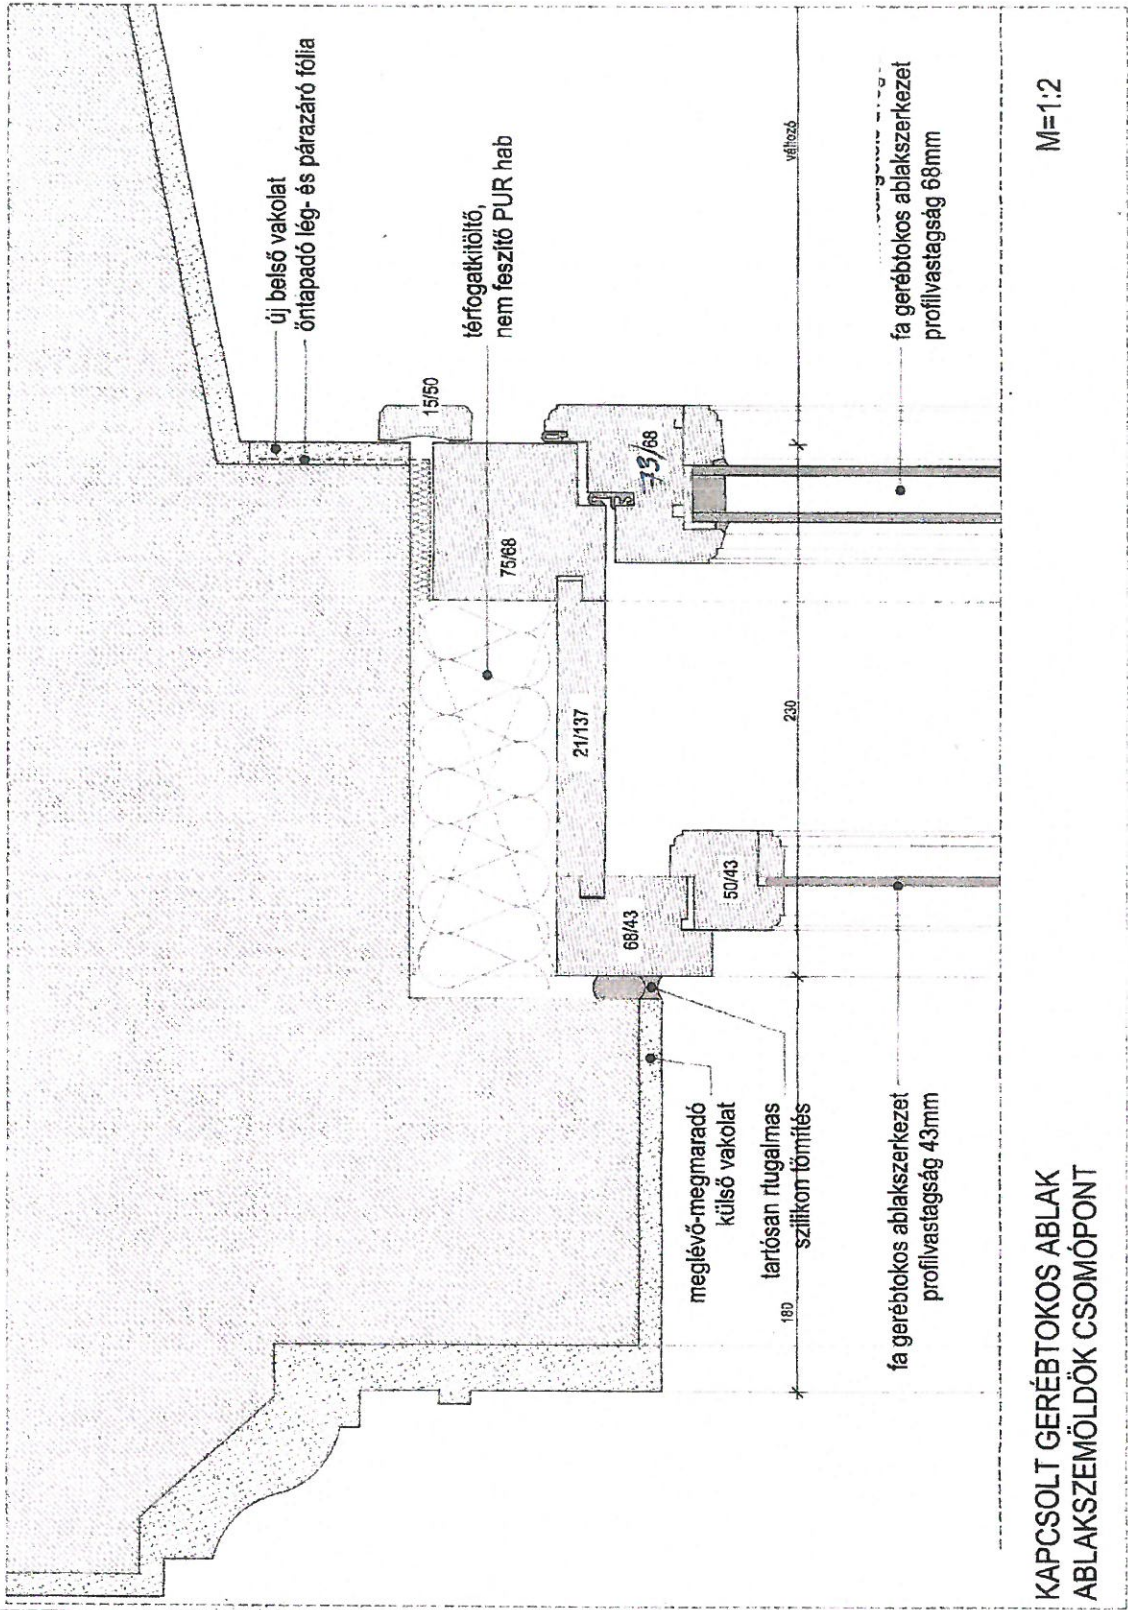 új belső vakolat
öntapadó lég- és párazáró fólia
15/50
térfogatkitöltő,
nem feszítő PUR hab
75/68
73/68
21/137
68/43
50/43
változó
230
180
fa gerébtokos ablakszerkezet
profilvastagság 68mm
meglévő-megmaradó
külső vakolat
tartósan rtugalmas
szilikon tömítés
fa gerébtokos ablakszerkezet
profilvastagság 43mm
KAPCSOLT GERÉBTOKOS ABLAK
ABLAKSZEMÖLDÖK CSOMÓPONT
M=1:2